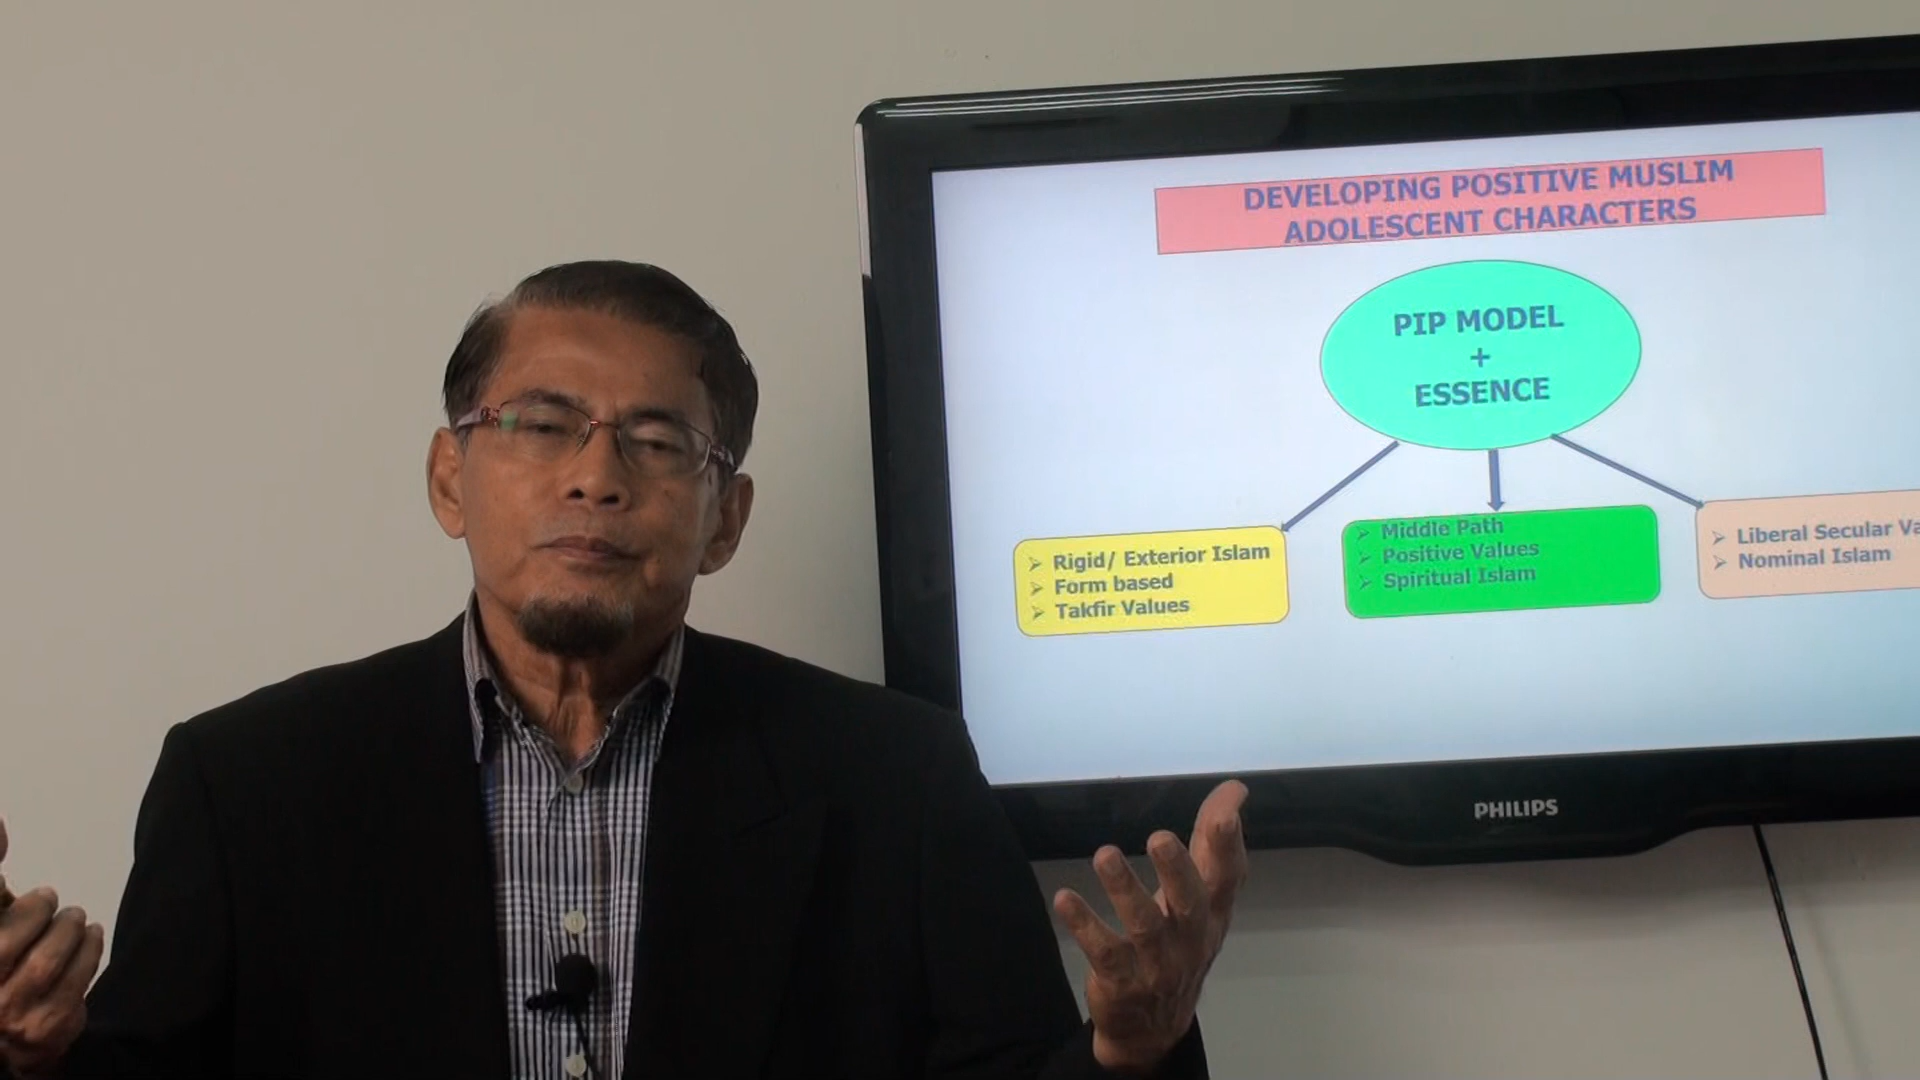 DEVELOPING POSITIVE MUSLIM
ADOLESCENT CHARACTERS
PIP MODEL
+
ESSENCE
➢ Rigid/ Exterior Islam
➢ Form based
➢ Takfir Values
➢ Middle Path
➢ Positive Values
➢ Spiritual Islam
➢ Liberal Secular Va
➢ Nominal Islam
PHILIPS